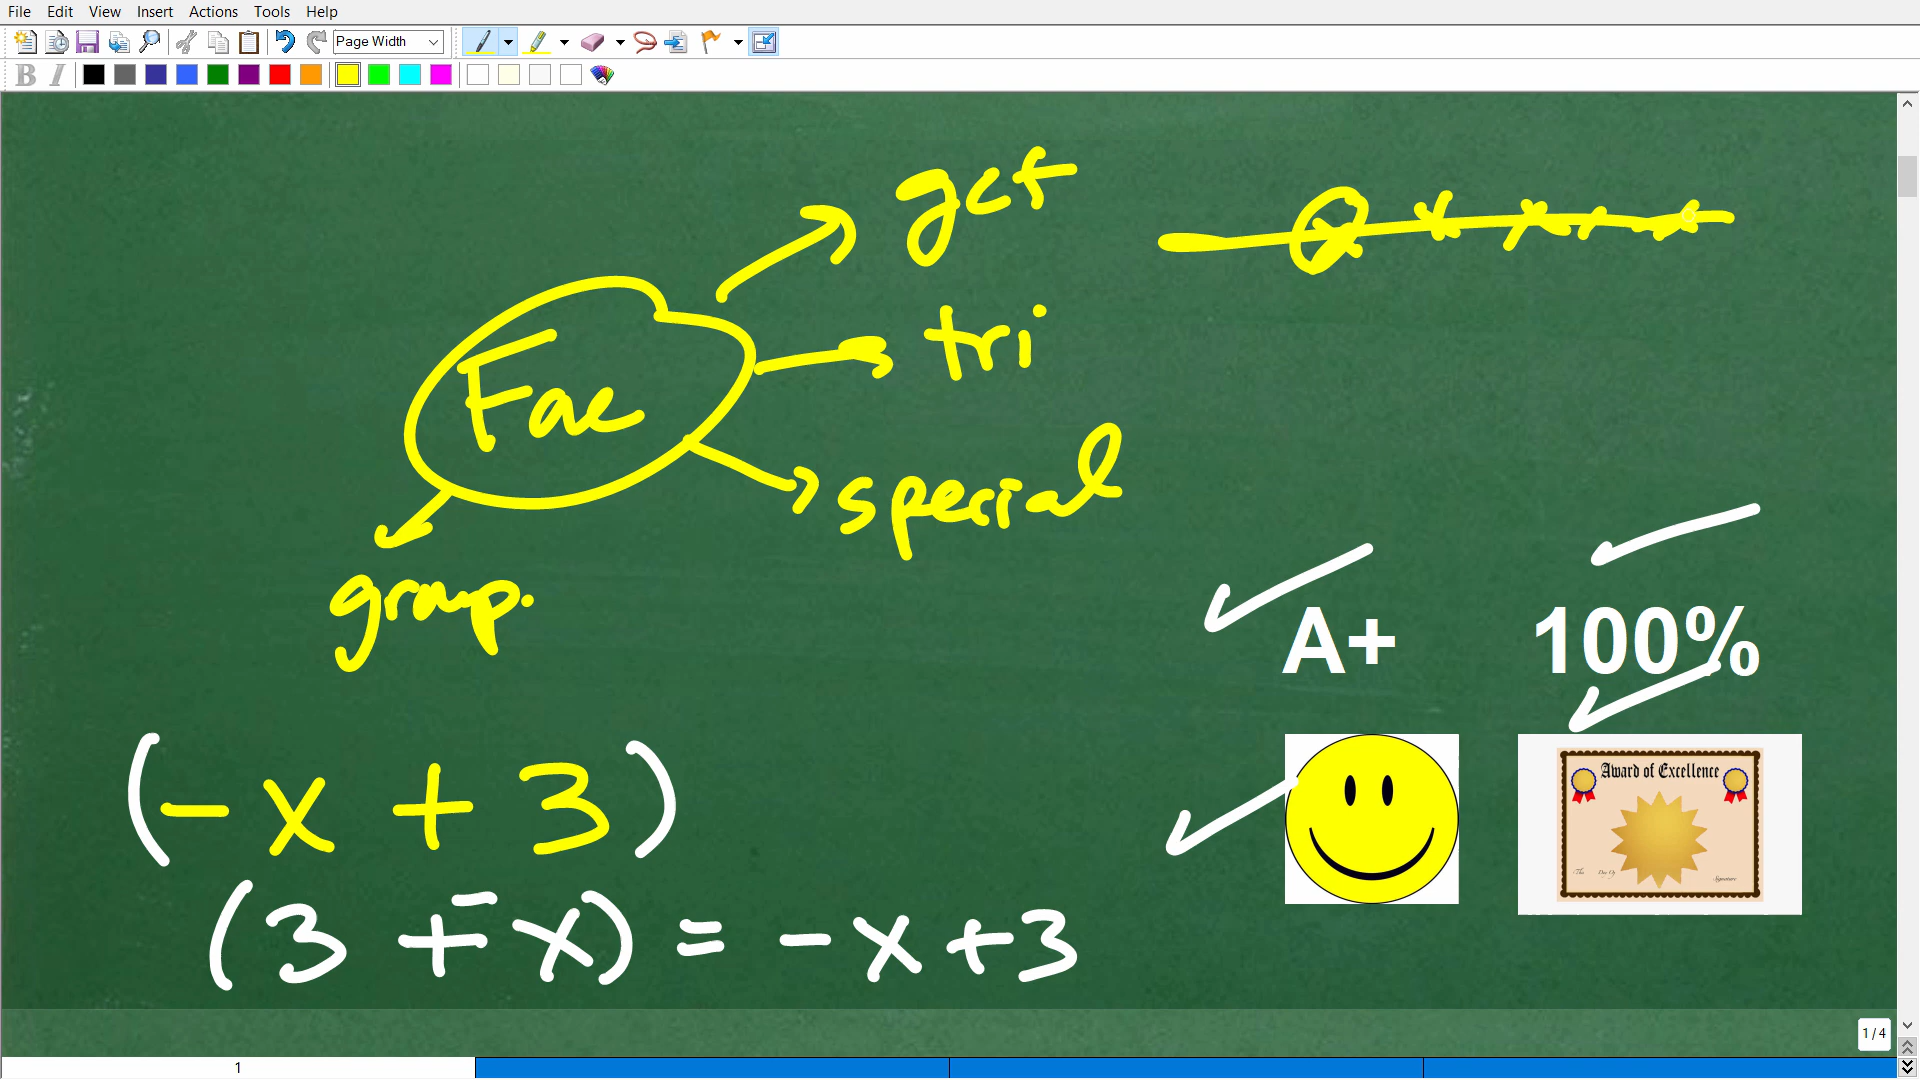 File Edit View Insert Actions Tools Help
Page Width
B I
gcf
tri
Fac
special
group.
A+ 100%
(-x + 3)
Award of Excellence
(3 + -x) = -x+3
1 / 4
1